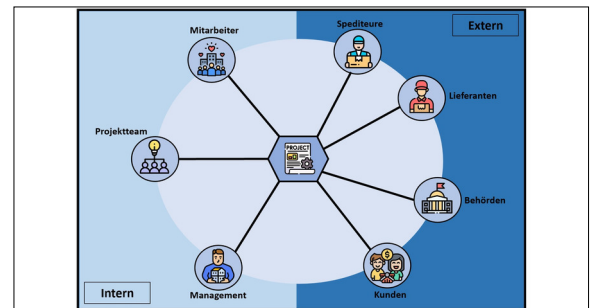 Mitarbeiter
Spediteure
Extern
Lieferanten
Projektteam
PROJECT
Behörden
Management
Kunden
Intern